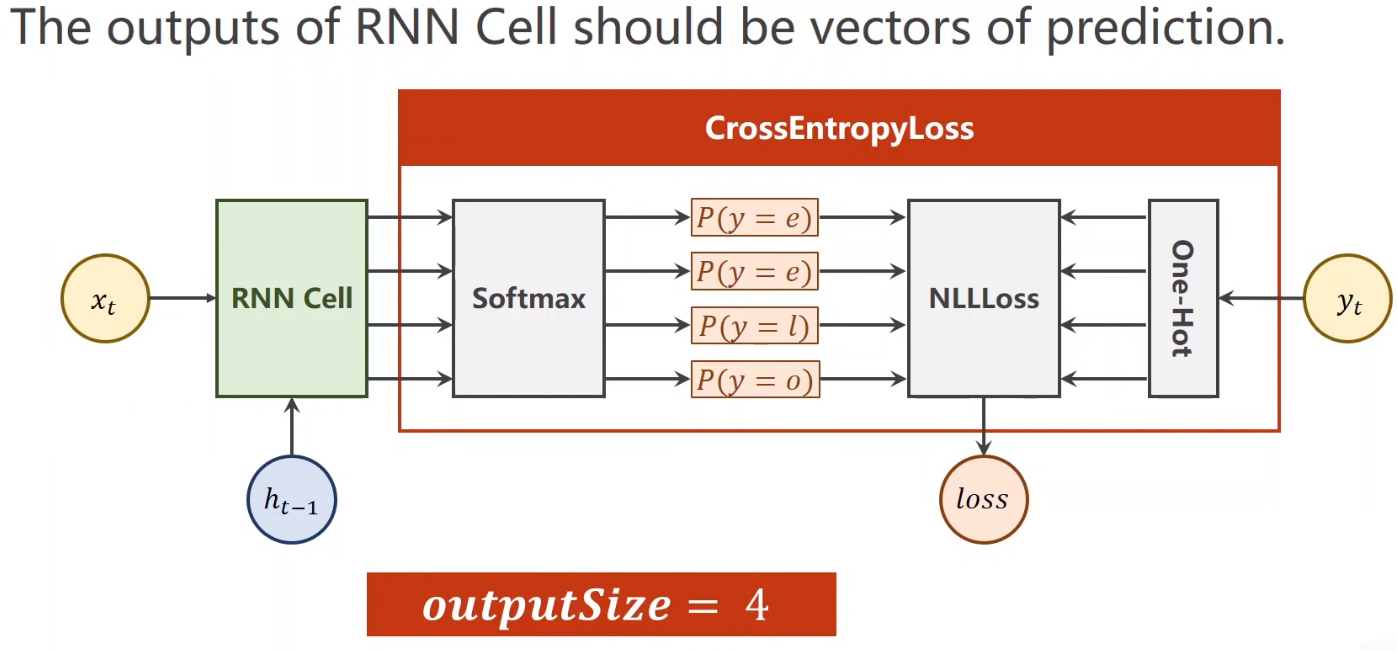 The outputs of RNN Cell should be vectors of prediction.
CrossEntropyLoss
x_t
RNN Cell
Softmax
P(y = e)
P(y = e)
P(y = l)
P(y = o)
NLLLoss
One-Hot
y_t
h_{t-1}
loss
outputSize = 4